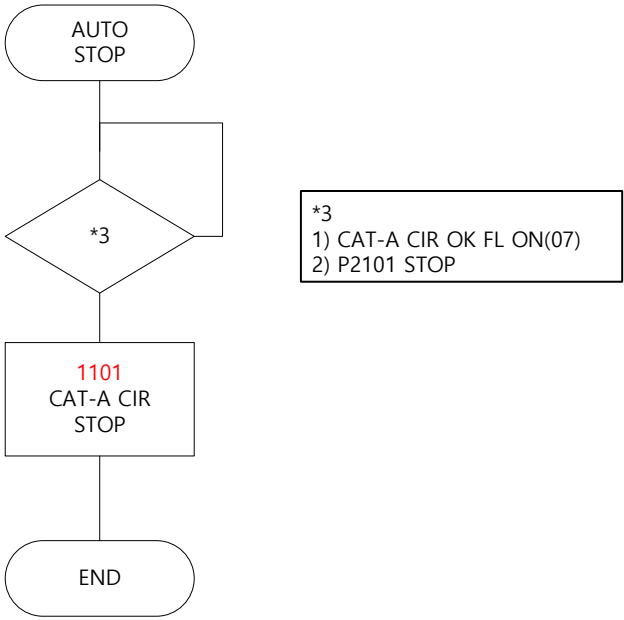 AUTO
STOP
*3
*3
1) CAT-A CIR OK FL ON(07)
2) P2101 STOP
1101
CAT-A CIR
STOP
END